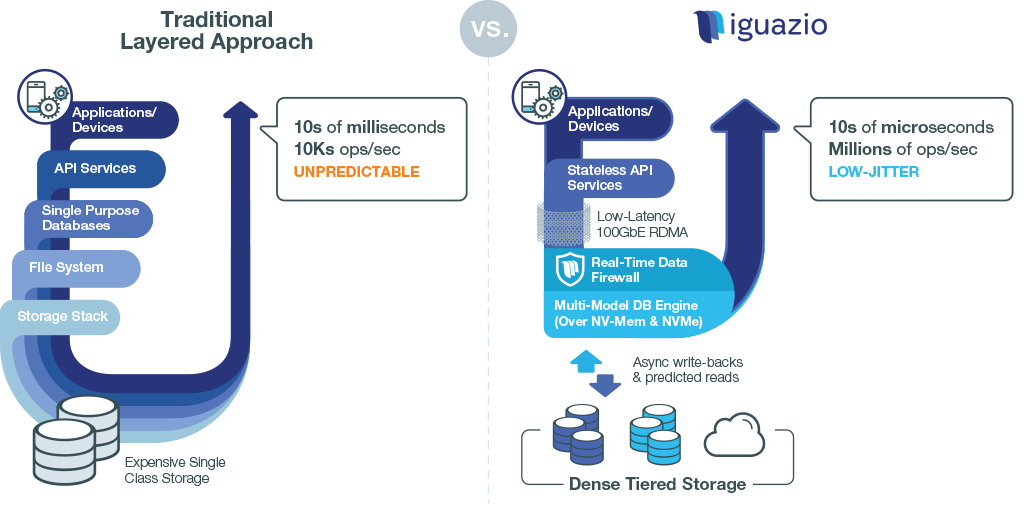 Traditional
Layered Approach
VS.
iguazio
Applications/
Devices
API Services
Single Purpose
Databases
File System
Storage Stack
10s of milliseconds
10Ks ops/sec
UNPREDICTABLE
Expensive Single
Class Storage
Applications/
Devices
Stateless API
Services
Low-Latency
100GbE RDMA
Real-Time Data
Firewall
Multi-Model DB Engine
(Over NV-Mem & NVMe)
10s of microseconds
Millions of ops/sec
LOW-JITTER
Async write-backs
& predicted reads
Dense Tiered Storage